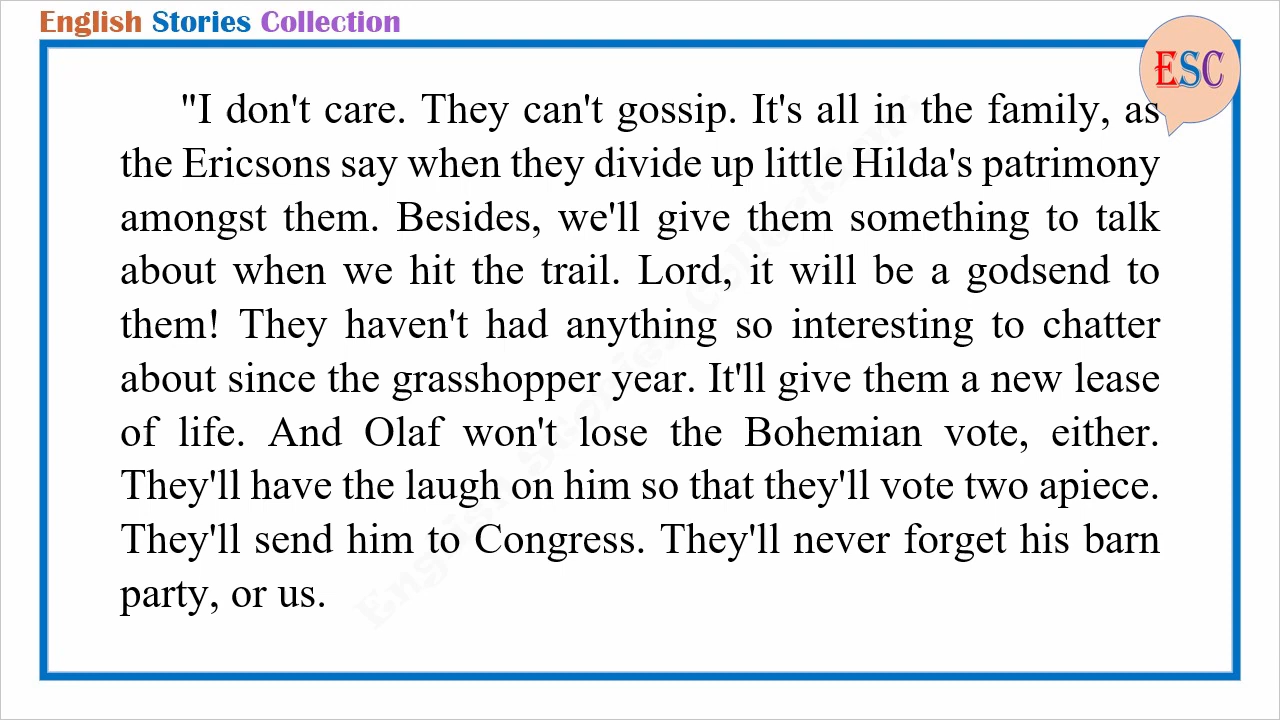 English Stories Collection
ESC
"I don't care. They can't gossip. It's all in the family, as
the Ericsons say when they divide up little Hilda's patrimony
amongst them. Besides, we'll give them something to talk
about when we hit the trail. Lord, it will be a godsend to
them! They haven't had anything so interesting to chatter
about since the grasshopper year. It'll give them a new lease
of life. And Olaf won't lose the Bohemian vote, either.
They'll have the laugh on him so that they'll vote two apiece.
They'll send him to Congress. They'll never forget his barn
party, or us.
English Stories Collection